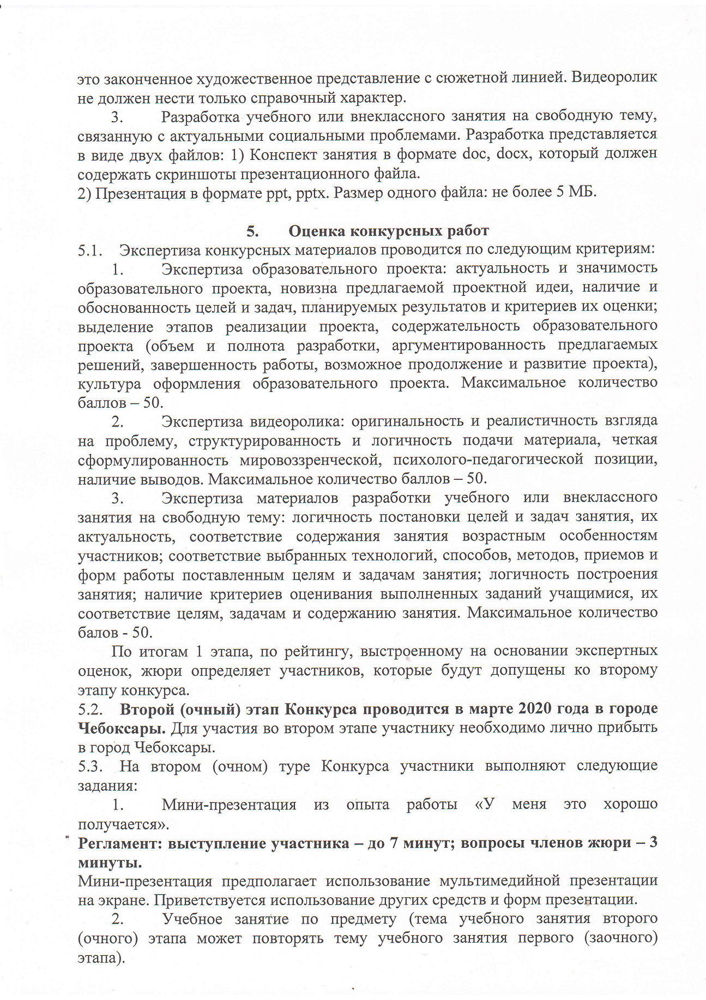 это законченное художественное представление с сюжетной линией. Видеоролик
не должен нести только справочный характер.
3. Разработка учебного или внеклассного занятия на свободную тему,
связанную с актуальными социальными проблемами. Разработка представляется
в виде двух файлов: 1) Конспект занятия в формате doc, docx, который должен
содержать скриншоты презентационного файла.
2) Презентация в формате ppt, pptx. Размер одного файла: не более 5 МБ.
5. Оценка конкурсных работ
5.1. Экспертиза конкурсных материалов проводится по следующим критериям:
1. Экспертиза образовательного проекта: актуальность и значимость
образовательного проекта, новизна предлагаемой проектной идеи, наличие и
обоснованность целей и задач, планируемых результатов и критериев их оценки;
выделение этапов реализации проекта, содержательность образовательного
проекта (объем и полнота разработки, аргументированность предлагаемых
решений, завершенность работы, возможное продолжение и развитие проекта),
культура оформления образовательного проекта. Максимальное количество
баллов – 50.
2. Экспертиза видеоролика: оригинальность и реалистичность взгляда
на проблему, структурированность и логичность подачи материала, четкая
сформулированность мировоззренческой, психолого-педагогической позиции,
наличие выводов. Максимальное количество баллов – 50.
3. Экспертиза материалов разработки учебного или внеклассного
занятия на свободную тему: логичность постановки целей и задач занятия, их
актуальность, соответствие содержания занятия возрастным особенностям
участников; соответствие выбранных технологий, способов, методов, приемов и
форм работы поставленным целям и задачам занятия; логичность построения
занятия; наличие критериев оценивания выполненных заданий учащимися, их
соответствие целям, задачам и содержанию занятия. Максимальное количество
балов - 50.
По итогам 1 этапа, по рейтингу, выстроенному на основании экспертных
оценок, жюри определяет участников, которые будут допущены ко второму
этапу конкурса.
5.2. Второй (очный) этап Конкурса проводится в марте 2020 года в городе
Чебоксары. Для участия во втором этапе участнику необходимо лично прибыть
в город Чебоксары.
5.3. На втором (очном) туре Конкурса участники выполняют следующие
задания:
1. Мини-презентация из опыта работы «У меня это хорошо
получается».
Регламент: выступление участника – до 7 минут; вопросы членов жюри – 3
минуты.
Мини-презентация предполагает использование мультимедийной презентации
на экране. Приветствуется использование других средств и форм презентации.
2. Учебное занятие по предмету (тема учебного занятия второго
(очного) этапа может повторять тему учебного занятия первого (заочного)
этапа).